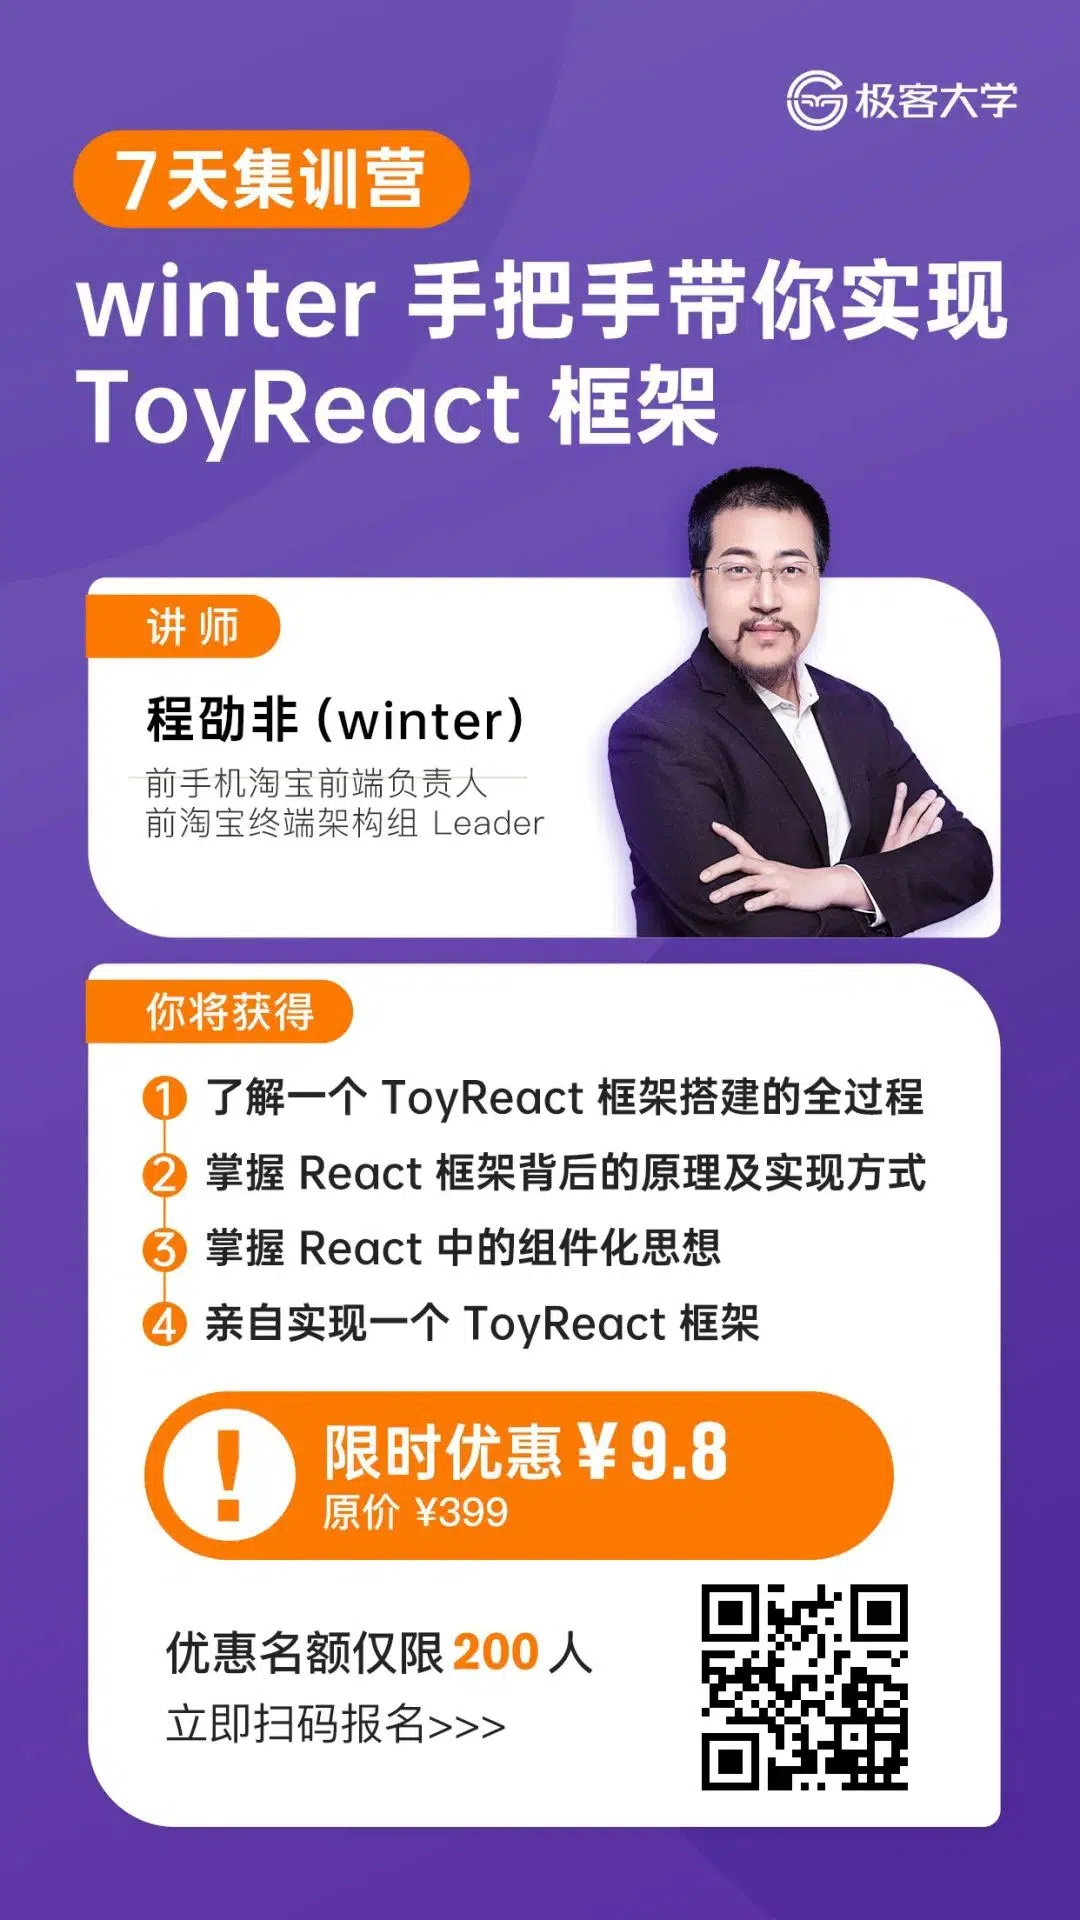 极客大学
7天集训营
winter 手把手带你实现
ToyReact 框架
讲师
程劭非(winter)
前手机淘宝前端负责人
前淘宝终端架构组 Leader
你将获得
1 了解一个 ToyReact 框架搭建的全过程
2 掌握 React 框架背后的原理及实现方式
3 掌握 React 中的组件化思想
4 亲自实现一个 ToyReact 框架
! 限时优惠 ¥9.8
原价 ¥399
优惠名额仅限 200 人
立即扫码报名>>>